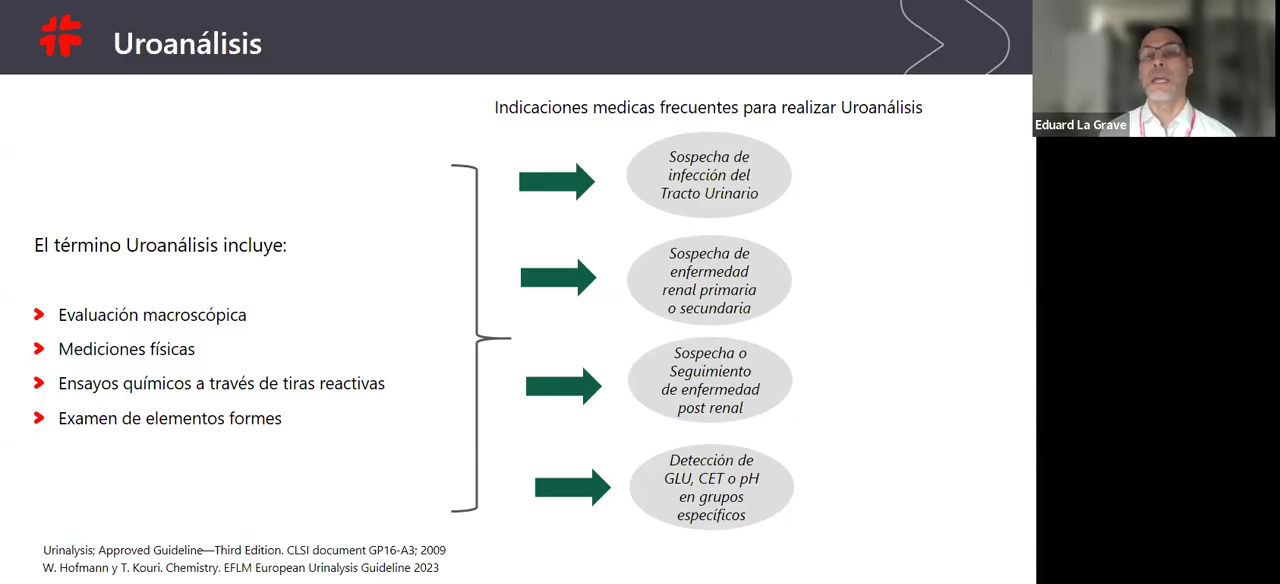 Uroanálisis
Eduard La Grave
Indicaciones medicas frecuentes para realizar Uroanálisis
El término Uroanálisis incluye:
Evaluación macroscópica
Mediciones físicas
Ensayos químicos a través de tiras reactivas
Examen de elementos formes
Sospecha de
infección del
Tracto Urinario
Sospecha de
enfermedad
renal primaria
o secundaria
Sospecha o
Seguimiento
de enfermedad
post renal
Detección de
GLU, CET o pH
en grupos
específicos
Urinalysis; Approved Guideline—Third Edition. CLSI document GP16-A3; 2009
W. Hofmann y T. Kouri. Chemistry. EFLM European Urinalysis Guideline 2023